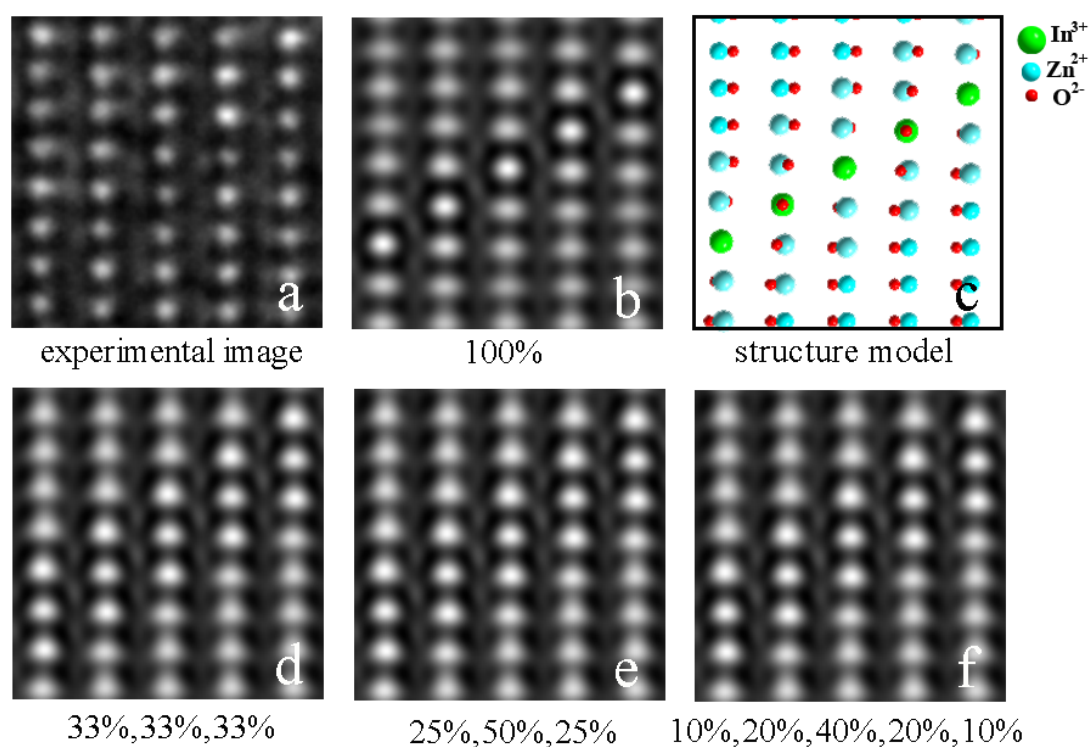 In3+
Zn2+
O2-
a
b
c
experimental image
100%
structure model
d
e
f
33%,33%,33%
25%,50%,25%
10%,20%,40%,20%,10%